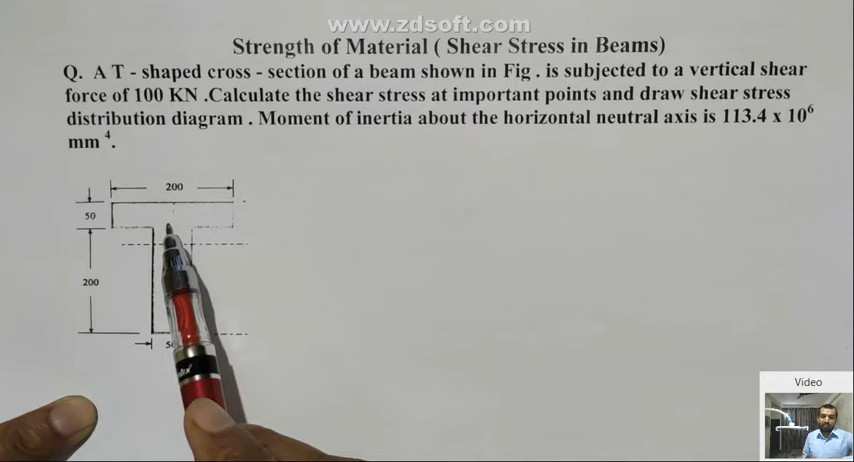 www.zdsoft.com
Strength of Material ( Shear Stress in Beams)
Q. A T - shaped cross - section of a beam shown in Fig . is subjected to a vertical shear
force of 100 KN .Calculate the shear stress at important points and draw shear stress
distribution diagram . Moment of inertia about the horizontal neutral axis is 113.4 x 10⁶
mm ⁴.
200
50
200
Video